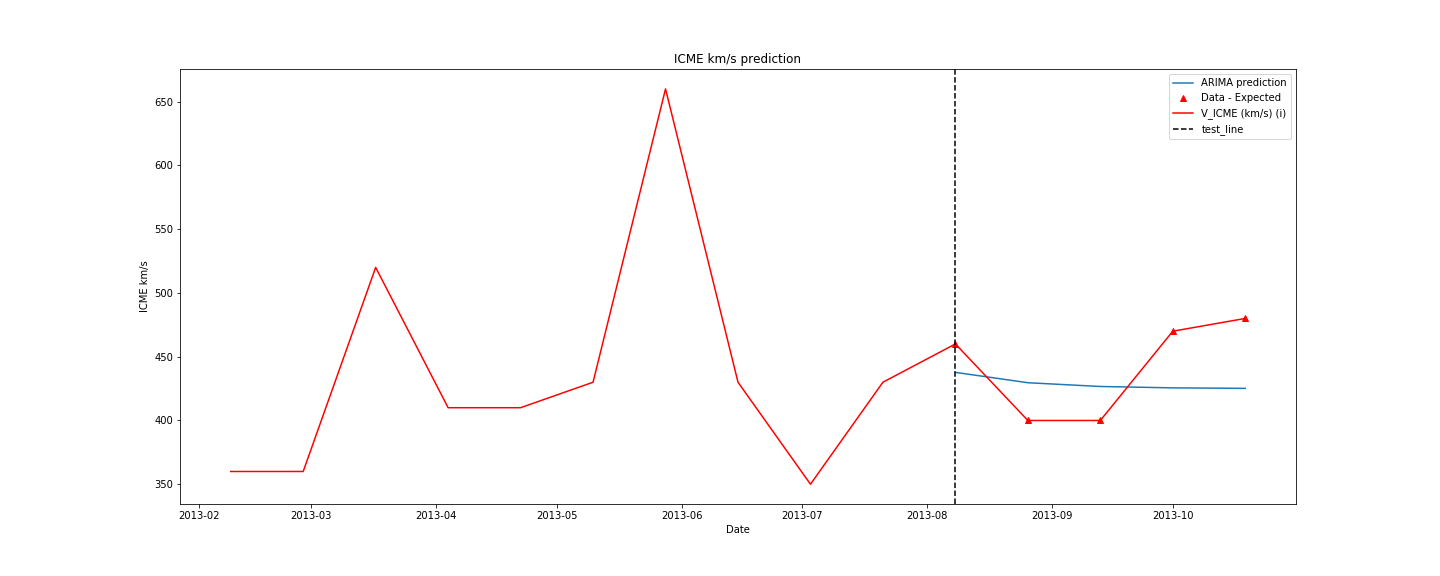 ICME km/s prediction
ARIMA prediction
Data - Expected
V_ICME (km/s) (i)
test_line
650
600
550
500
450
400
350
ICME km/s
2013-02 2013-03 2013-04 2013-05 2013-06 2013-07 2013-08 2013-09 2013-10
Date